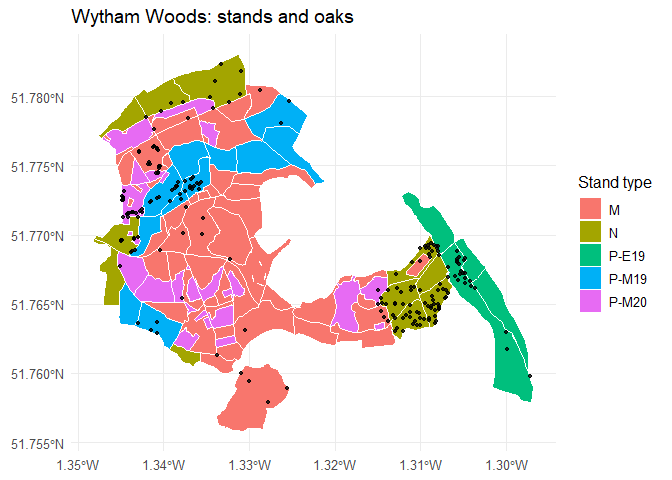 Wytham Woods: stands and oaks
51.780°N
51.775°N
51.770°N
51.765°N
51.760°N
51.755°N
1.35°W 1.34°W 1.33°W 1.32°W 1.31°W 1.30°W
Stand type
M
N
P-E19
P-M19
P-M20